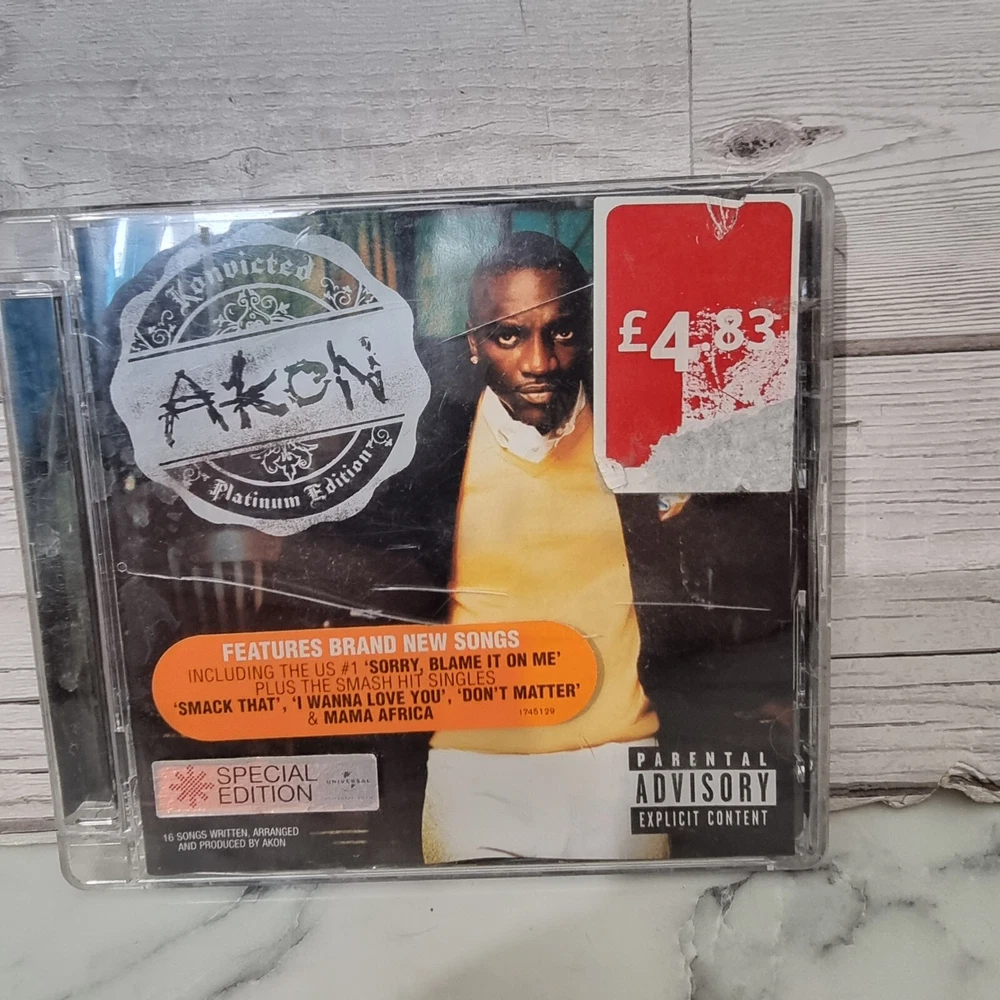 Konvicted
AKON
Platinum Edition
£4.83
FEATURES BRAND NEW SONGS
INCLUDING THE US #1 'SORRY, BLAME IT ON ME'
PLUS THE SMASH HIT SINGLES
'SMACK THAT', 'I WANNA LOVE YOU', 'DON'T MATTER'
& MAMA AFRICA
1745129
SPECIAL
EDITION
UNIVERSAL
16 SONGS WRITTEN, ARRANGED
AND PRODUCED BY AKON
PARENTAL
ADVISORY
EXPLICIT CONTENT